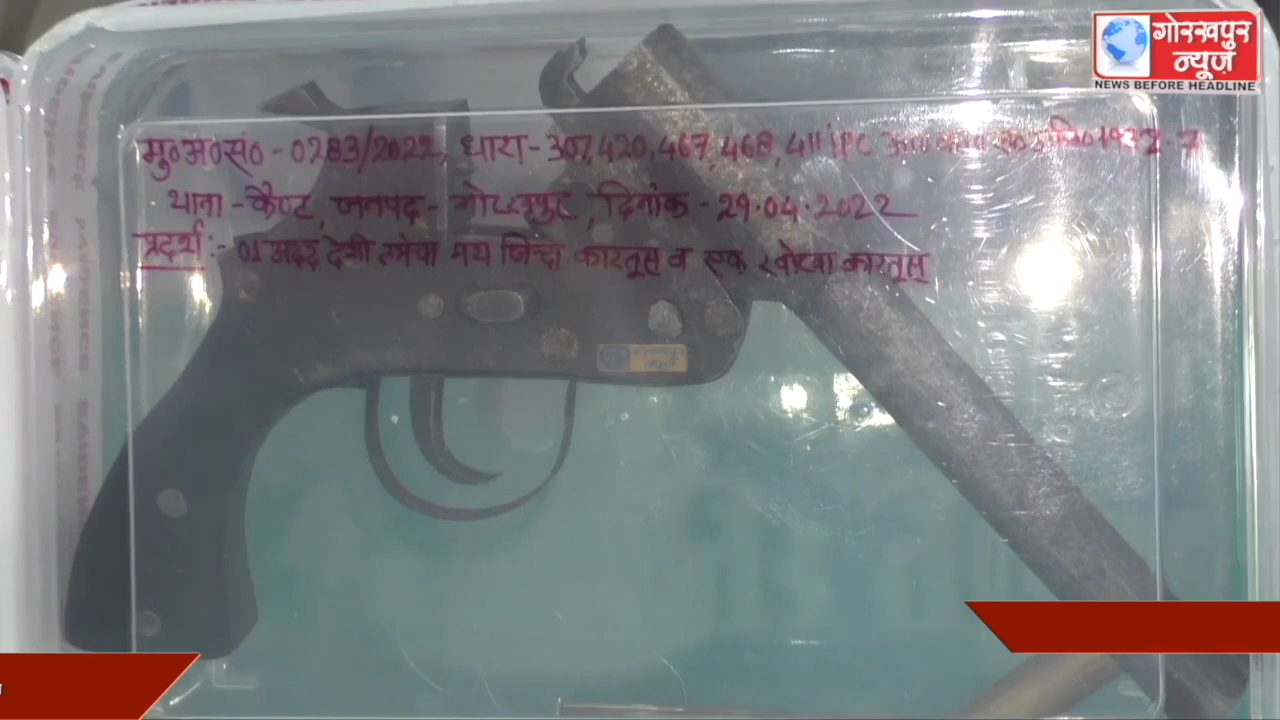 गोरखपुर
न्यूज़
NEWS BEFORE HEADLINE
मु०अ०सं० - 0283/2022, धारा - 307,420,467,468,411 IPC
थाना - कैण्ट, जनपद - गोरखपुर, दिनांक - 29.04.2022
प्रदर्श :- 01 अदद देशी तमंचा मय जिन्दा कारतूस व एक खोखा कारतूस